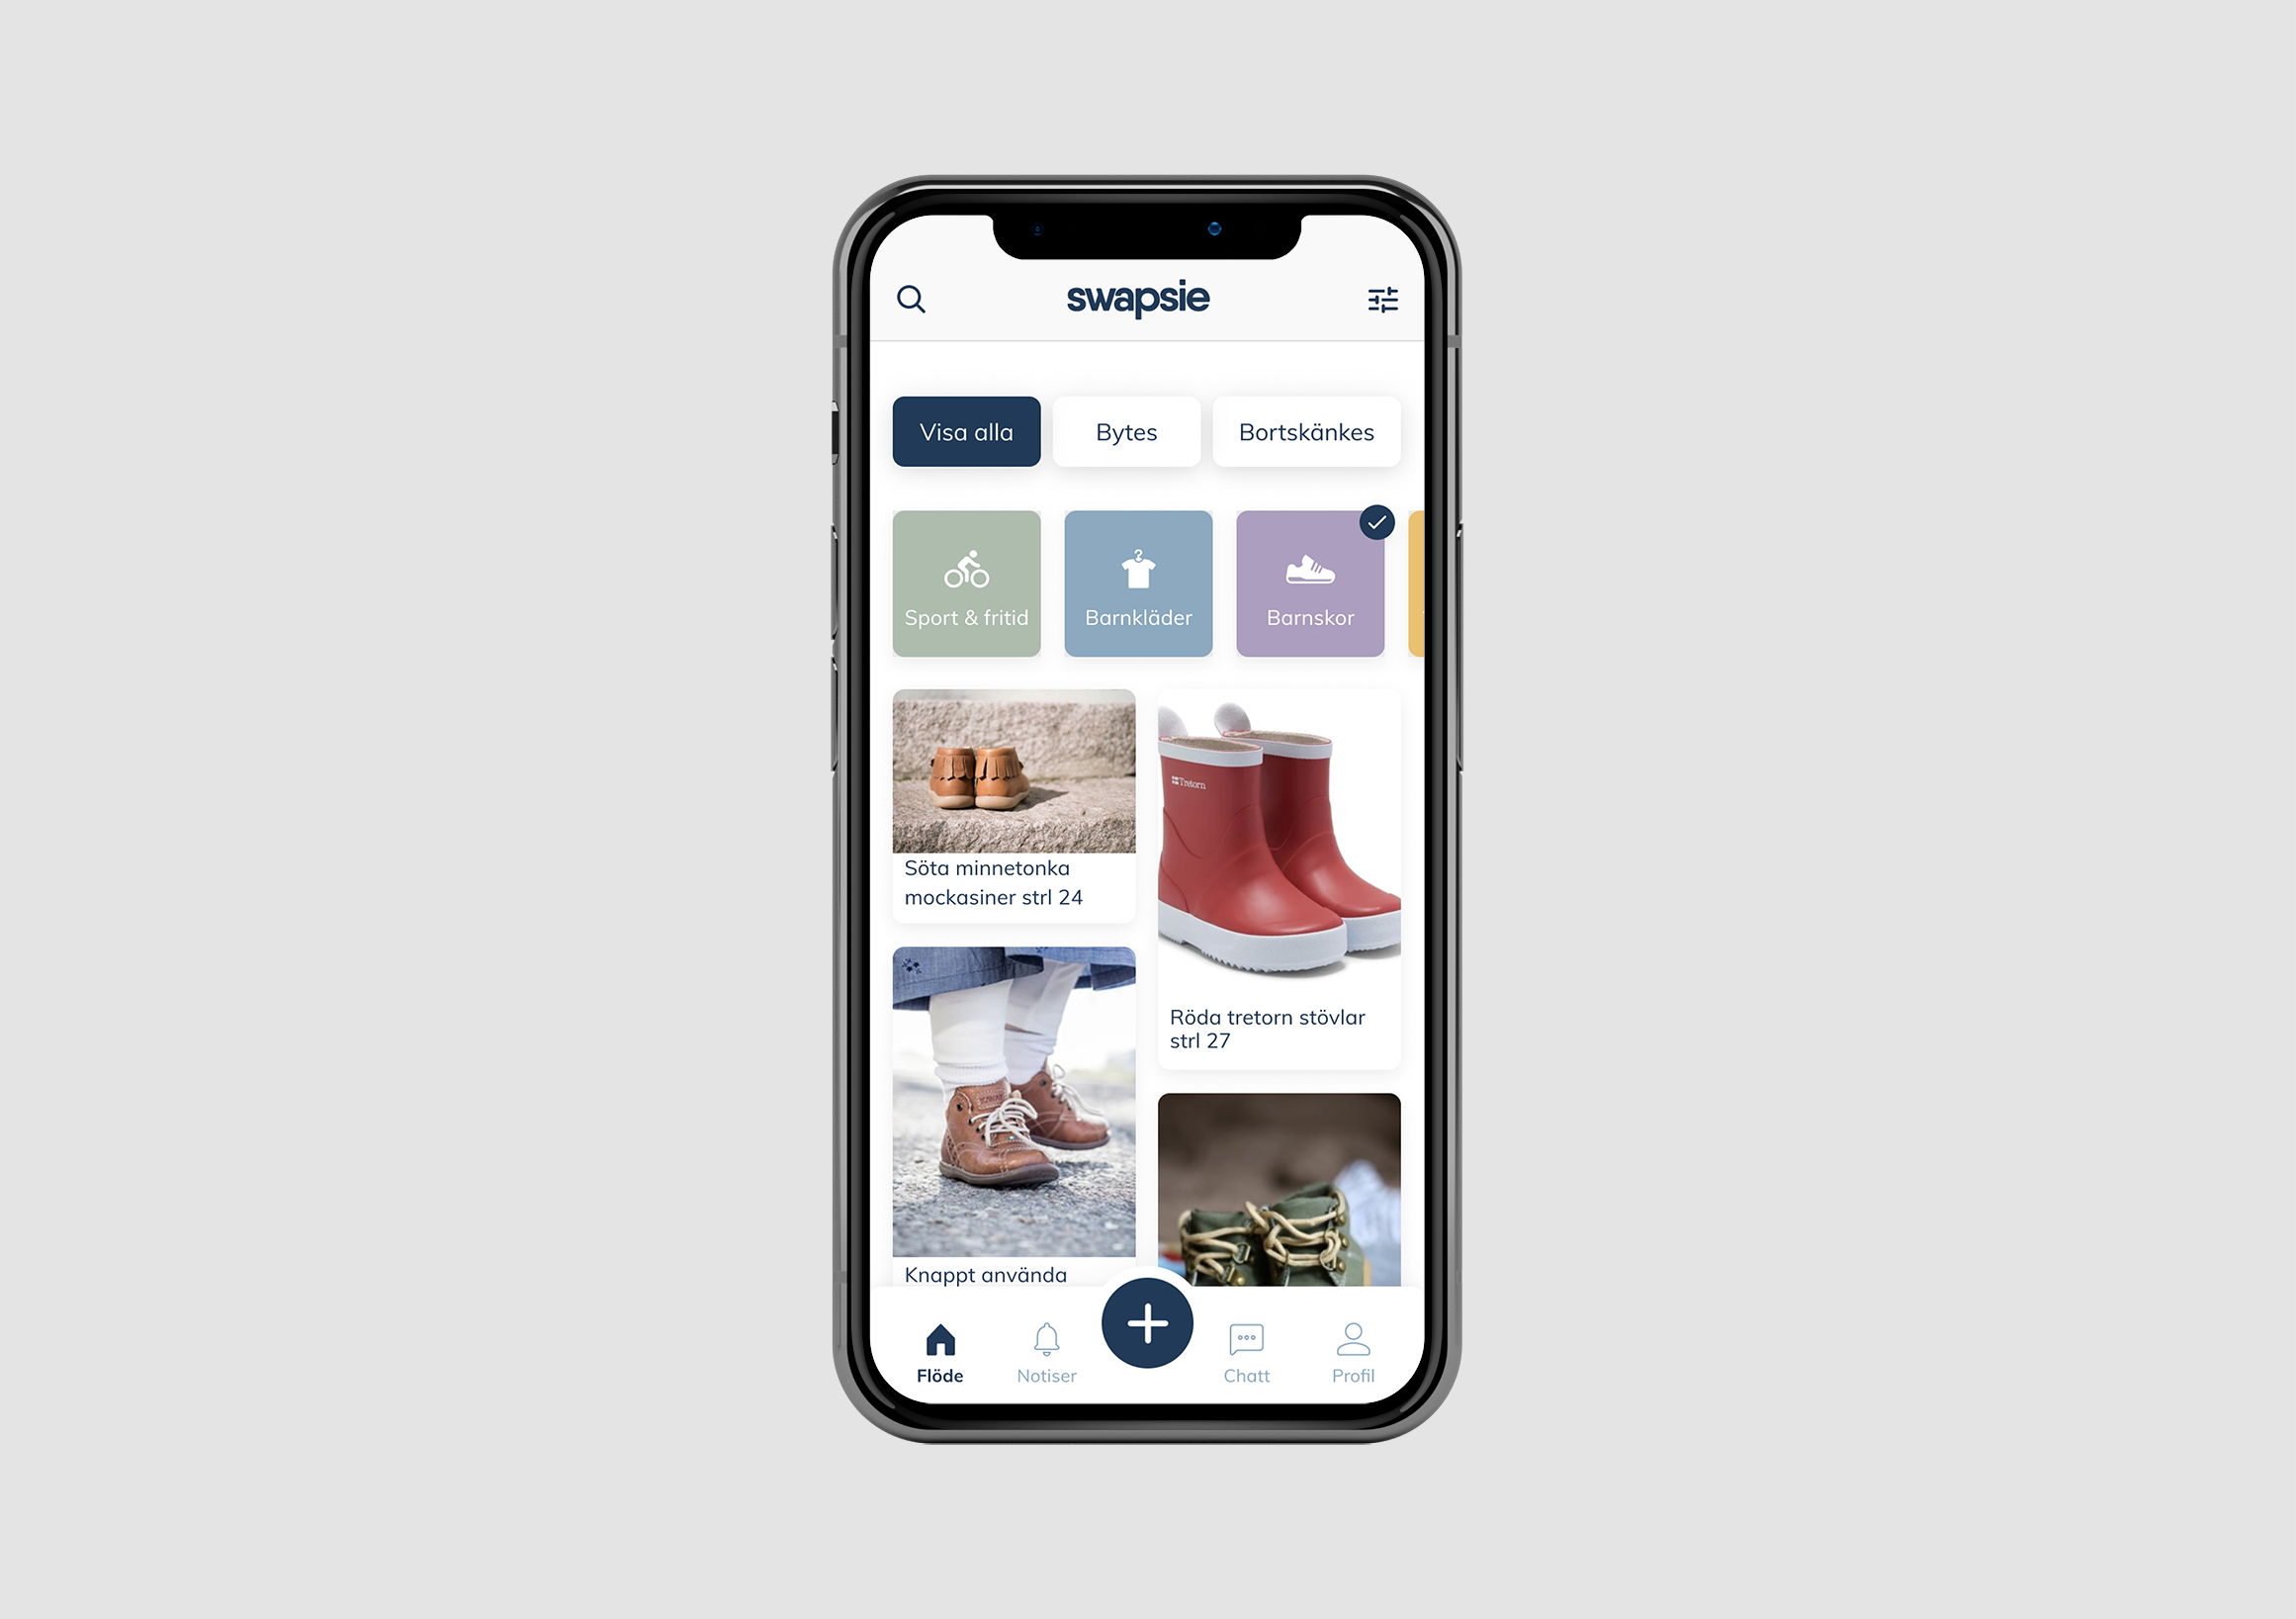 swapsie
Visa alla
Bytes
Bortskänkes
Sport & fritid
Barnkläder
Barnskor
Söta minnetonka
mockasiner strl 24
Tretorn
Röda tretorn stövlar
strl 27
Knappt använda
Flöde
Notiser
Chatt
Profil